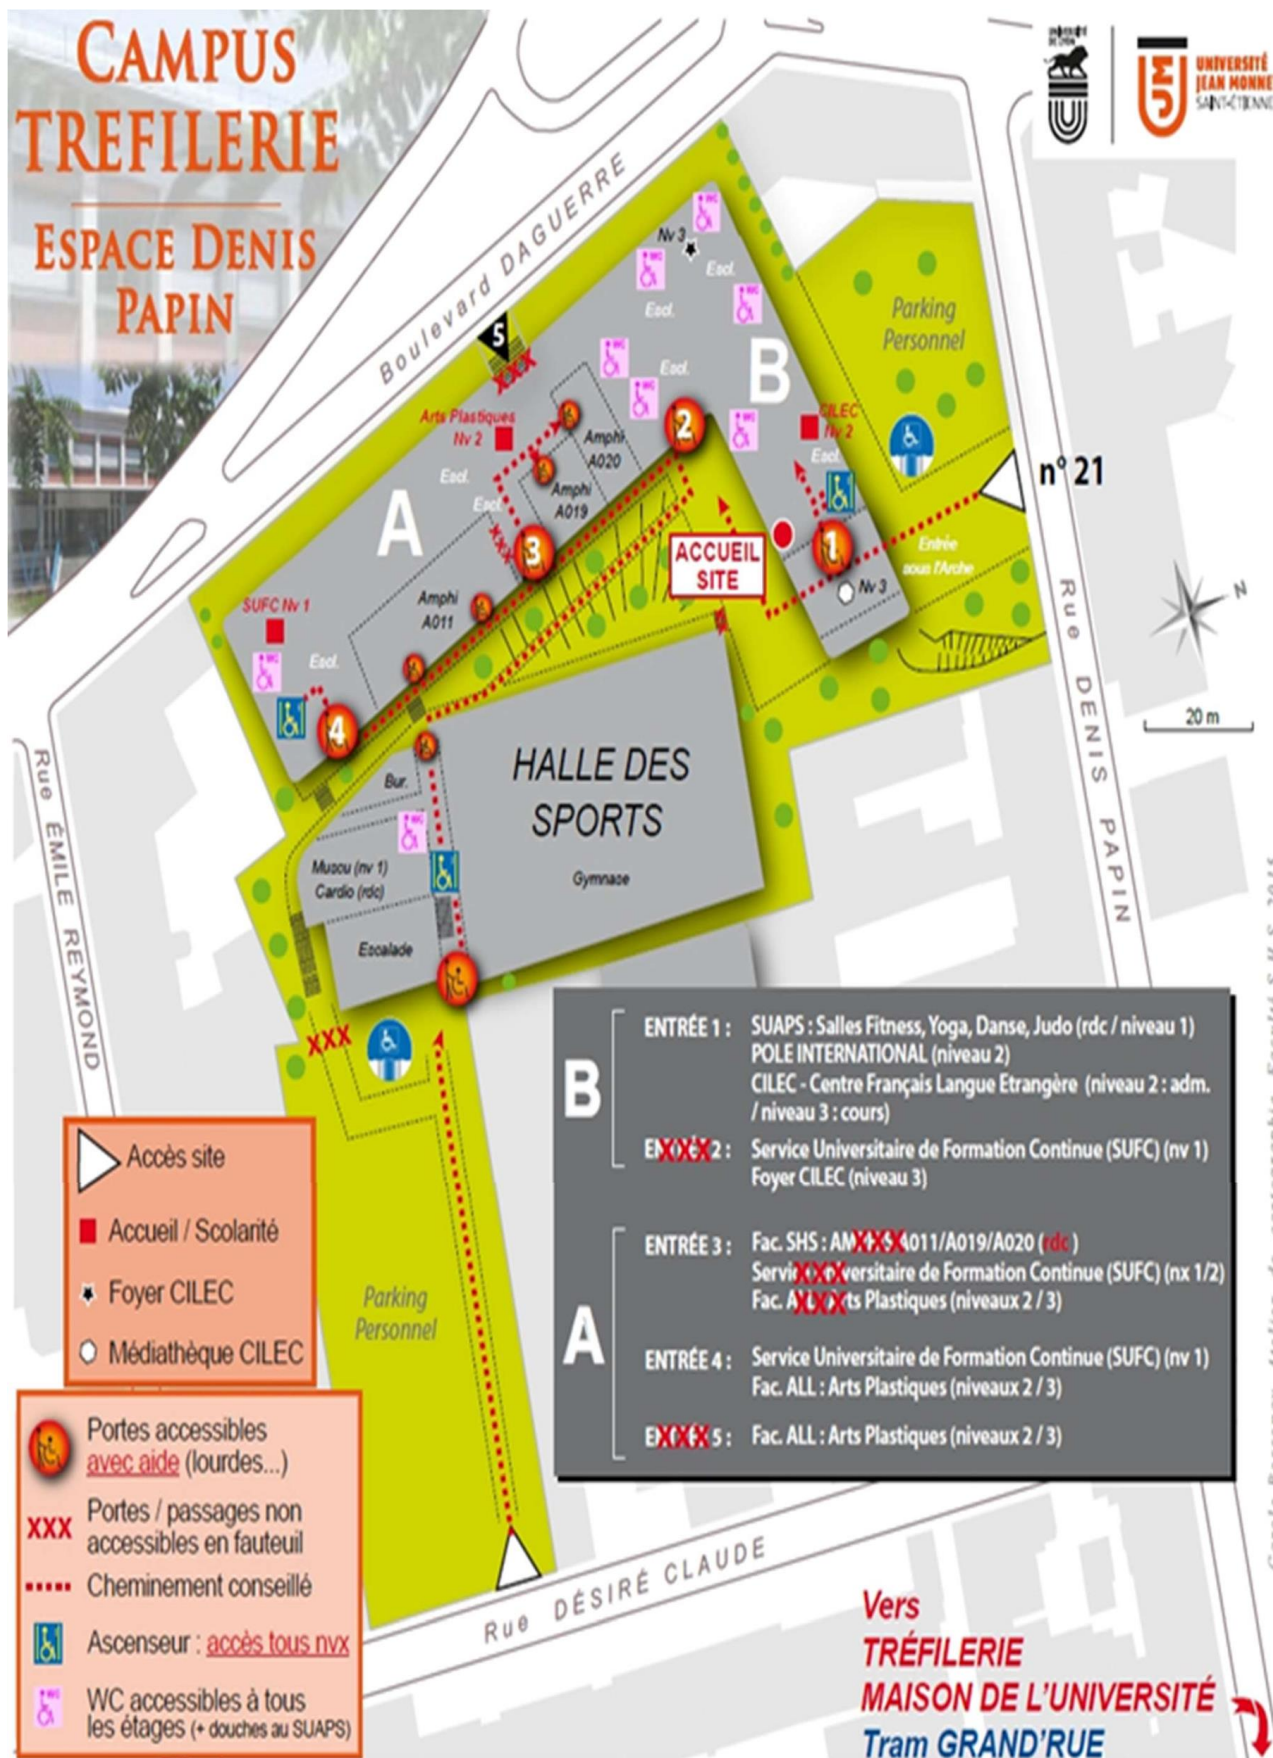 CAMPUS
TREFILERIE
ESPACE DENIS
PAPIN
UNIVERSITÉ
DE LYON
UJM
UNIVERSITÉ
JEAN MONNE
SAINT-ÉTIENNE
Boulevard DAGUERRE
Nv 3
Escl.
Escl.
Escl.
5
B
Parking
Personnel
Arts Plastiques
Nv 2
2
CILEC
Nv 2
Amphi
A020
Escl.
Escl.
Amphi
A019
Escl.
n° 21
A
3
ACCUEIL
SITE
1
Entrée
sous l'Arche
Nv 3
N
SUFC Nv 1
Amphi
A011
Escl.
4
20 m
Rue DENIS PAPIN
Rue ÉMILE REYMOND
HALLE DES
SPORTS
Gymnase
Bur.
Muscu (nv 1)
Cardio (rdc)
Escalade
XXX
B
ENTRÉE 1 : SUAPS : Salles Fitness, Yoga, Danse, Judo (rdc / niveau 1)
POLE INTERNATIONAL (niveau 2)
CILEC - Centre Français Langue Etrangère (niveau 2 : adm.
/ niveau 3 : cours)
EXXX2 : Service Universitaire de Formation Continue (SUFC) (nv 1)
Foyer CILEC (niveau 3)
A
ENTRÉE 3 : Fac. SHS : AMXXXA011/A019/A020 (rdc )
ServiXXXversitaire de Formation Continue (SUFC) (nx 1/2)
Fac. AXXXts Plastiques (niveaux 2 / 3)
ENTRÉE 4 : Service Universitaire de Formation Continue (SUFC) (nv 1)
Fac. ALL : Arts Plastiques (niveaux 2 / 3)
EXXX 5 : Fac. ALL : Arts Plastiques (niveaux 2 / 3)
Accès site
Accueil / Scolarité
Foyer CILEC
Médiathèque CILEC
Parking
Personnel
Portes accessibles
avec aide (lourdes...)
XXX Portes / passages non
accessibles en fauteuil
Cheminement conseillé
Ascenseur : accès tous nvx
WC accessibles à tous
les étages (+ douches au SUAPS)
Rue DÉSIRÉ CLAUDE
Vers
TRÉFILERIE
MAISON DE L'UNIVERSITÉ
Tram GRAND'RUE